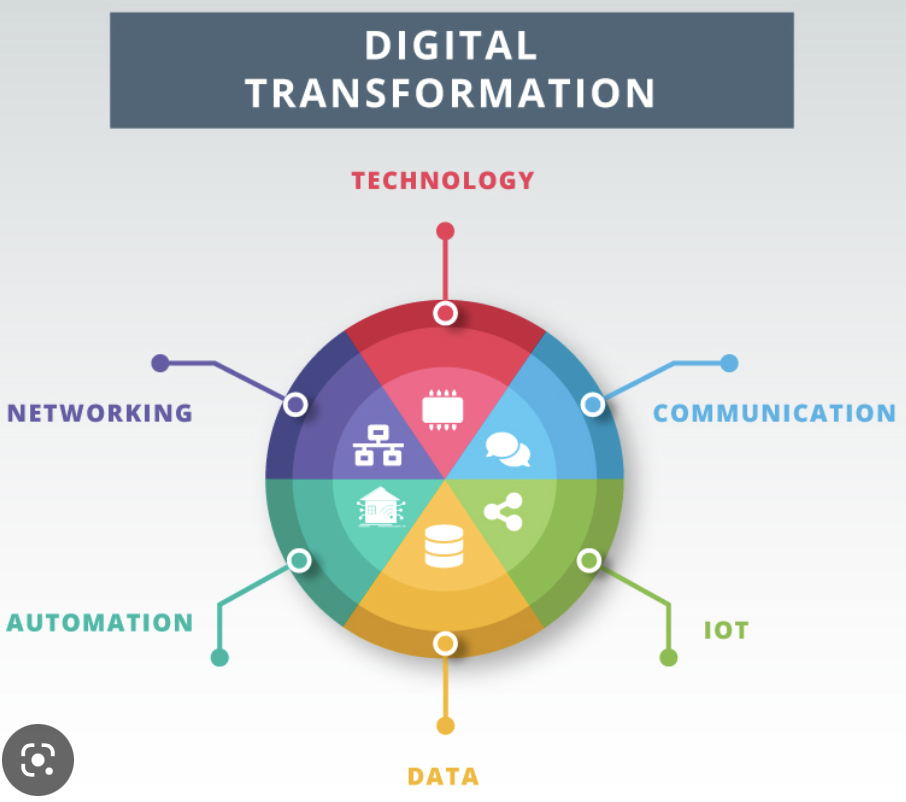 DIGITAL
TRANSFORMATION
TECHNOLOGY
NETWORKING
COMMUNICATION
AUTOMATION
IOT
DATA